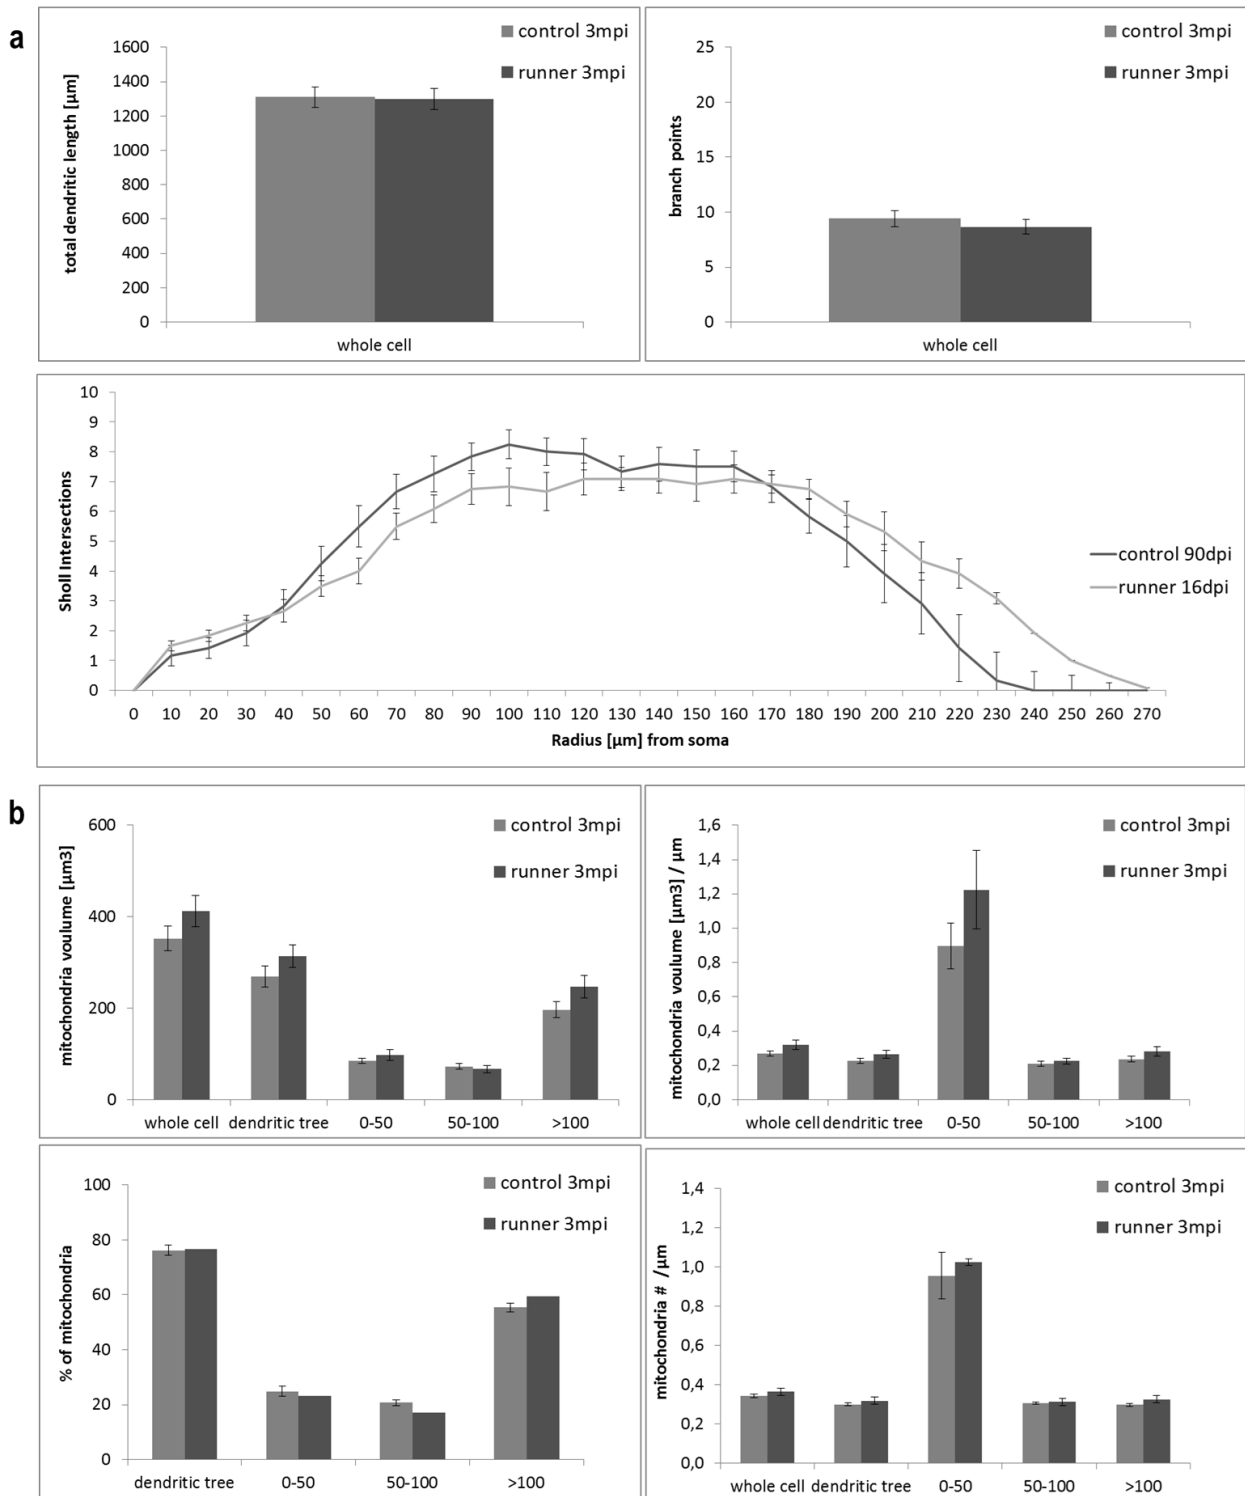 a
control 3mpi
runner 3mpi
total dendritic length [µm]
1600
1400
1200
1000
800
600
400
200
0
whole cell
control 3mpi
runner 3mpi
branch points
25
20
15
10
5
0
whole cell
Sholl Intersections
10
9
8
7
6
5
4
3
2
1
0
control 90dpi
runner 16dpi
0 10 20 30 40 50 60 70 80 90 100 110 120 130 140 150 160 170 180 190 200 210 220 230 240 250 260 270
Radius [µm] from soma
b
control 3mpi
runner 3mpi
mitochondria voulume [µm3]
600
400
200
0
whole cell dendritic tree 0-50 50-100 >100
control 3mpi
runner 3mpi
mitochondria voulume [µm3] / µm
1,6
1,4
1,2
1,0
0,8
0,6
0,4
0,2
0,0
whole cell dendritic tree 0-50 50-100 >100
control 3mpi
runner 3mpi
% of mitochondria
100
80
60
40
20
0
dendritic tree 0-50 50-100 >100
control 3mpi
runner 3mpi
mitochondria # /µm
1,4
1,2
1,0
0,8
0,6
0,4
0,2
0,0
whole cell dendritic tree 0-50 50-100 >100